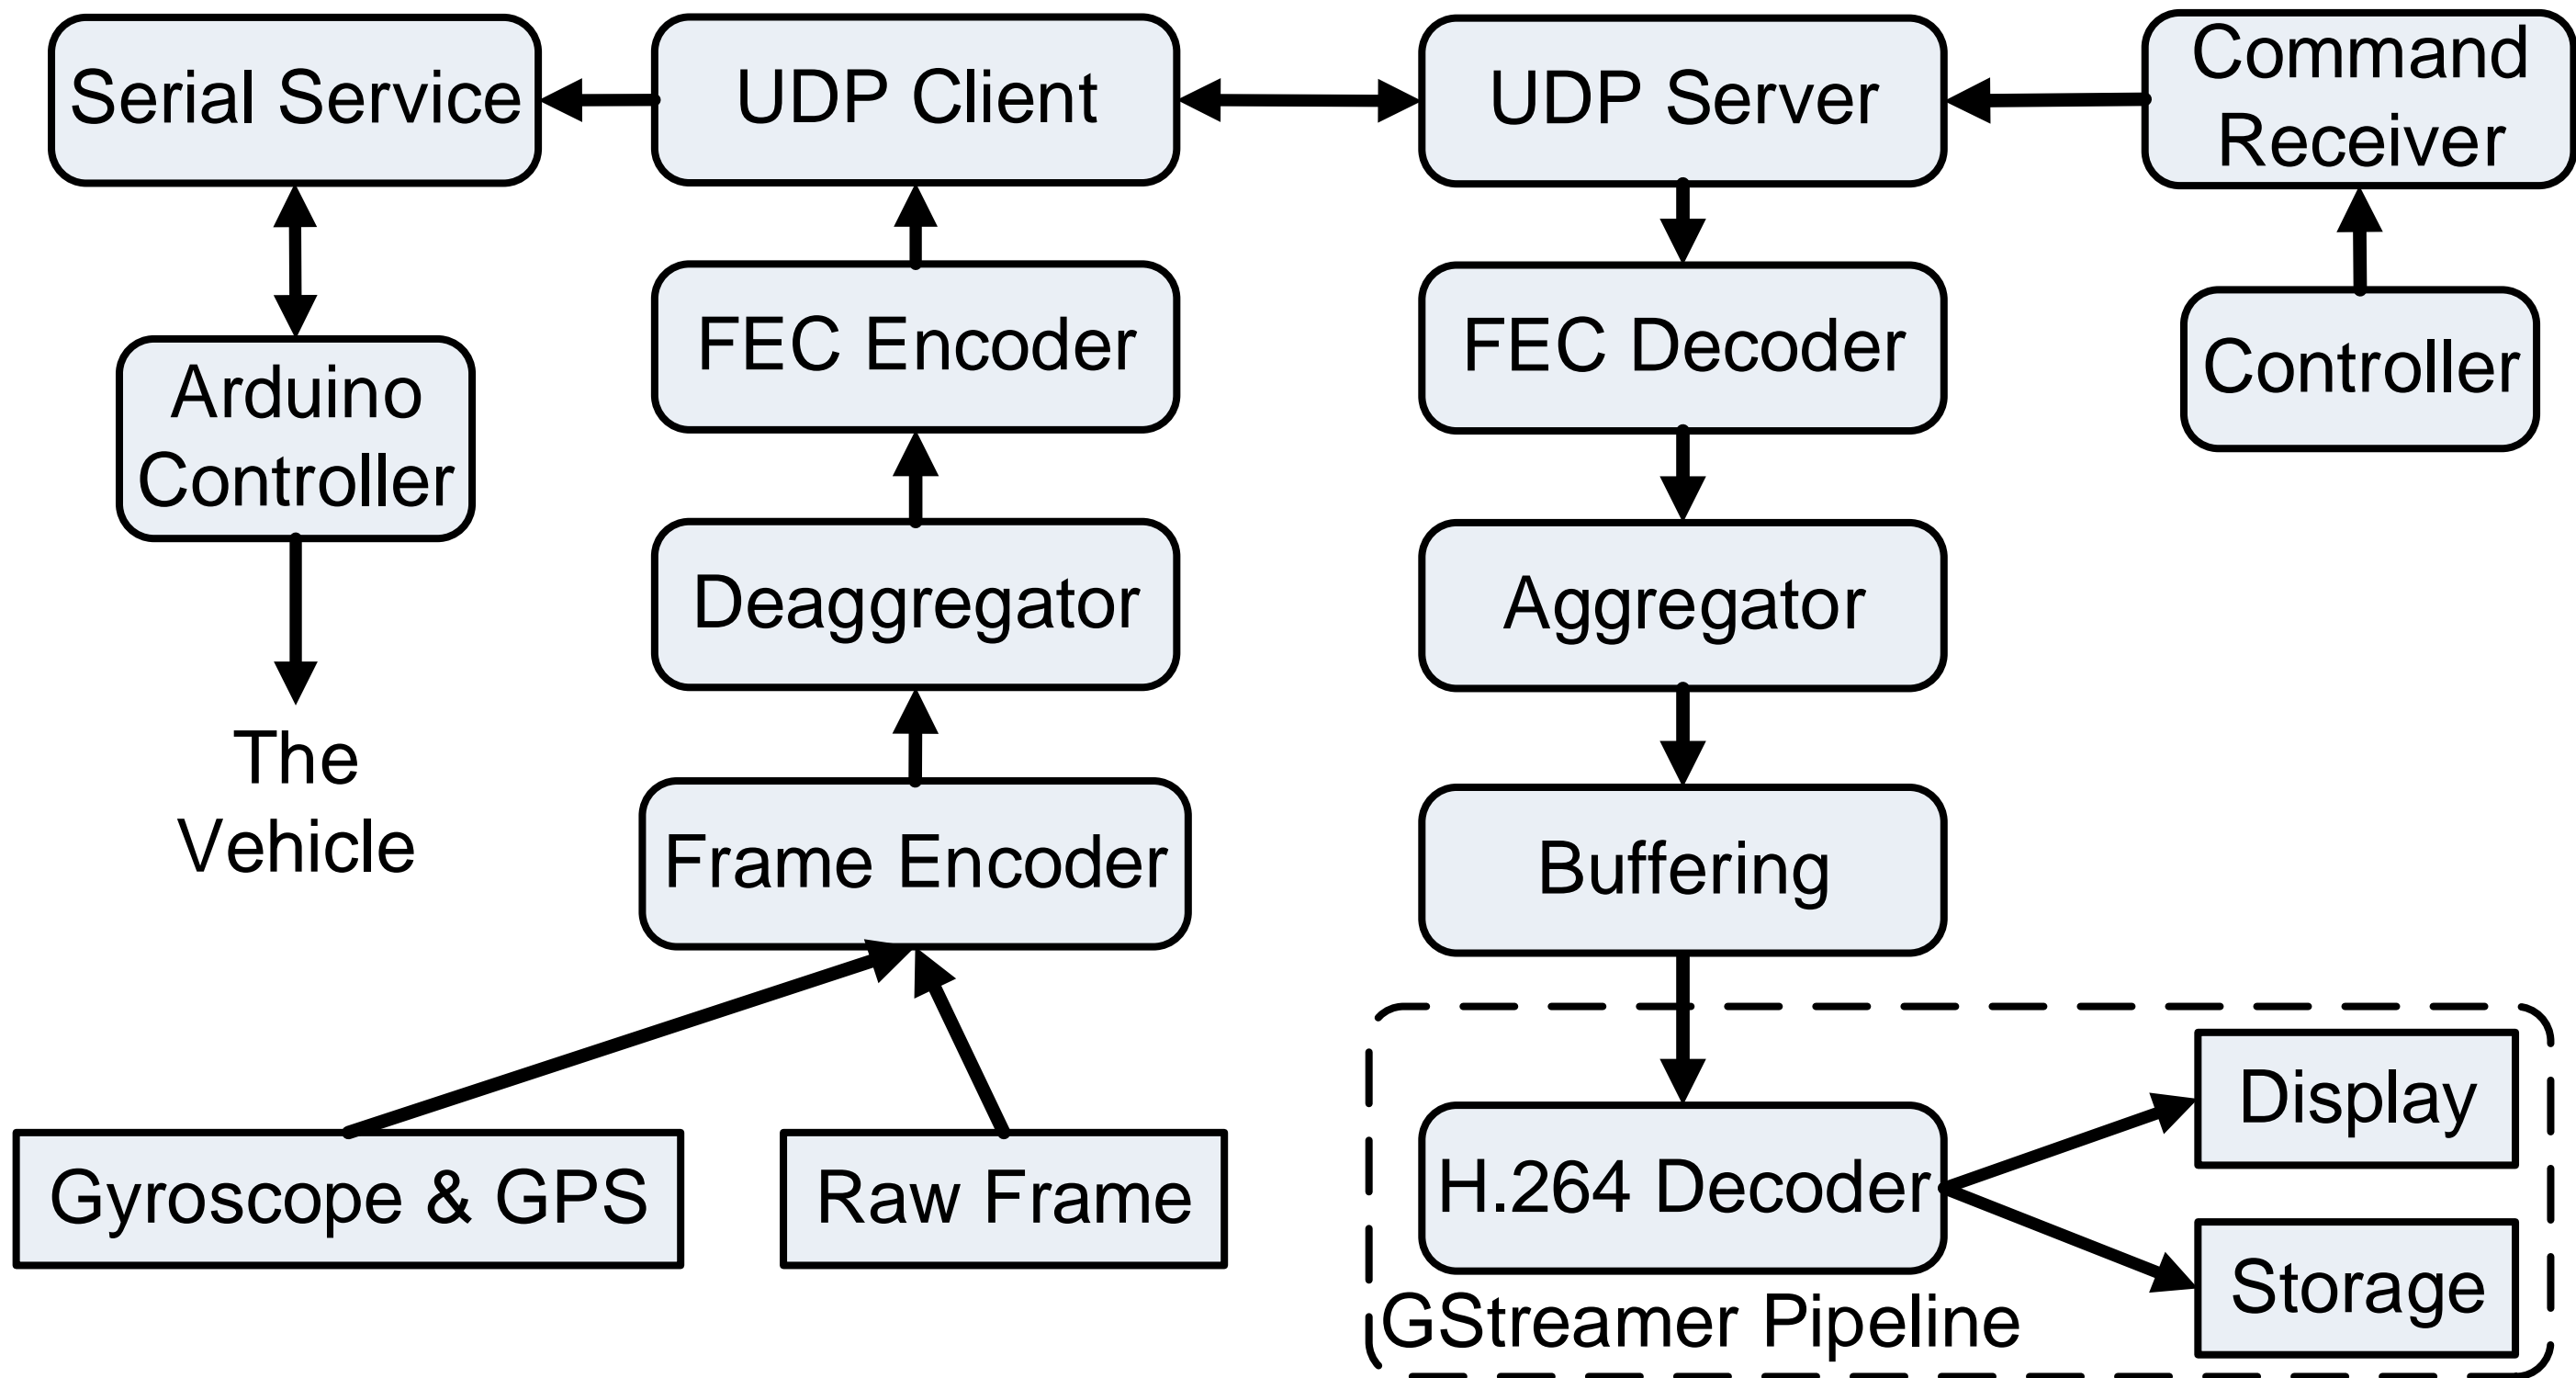 Serial Service
UDP Client
UDP Server
Command
Receiver
FEC Encoder
FEC Decoder
Controller
Arduino
Controller
Deaggregator
Aggregator
The
Vehicle
Frame Encoder
Buffering
Gyroscope & GPS
Raw Frame
H.264 Decoder
Display
Storage
GStreamer Pipeline